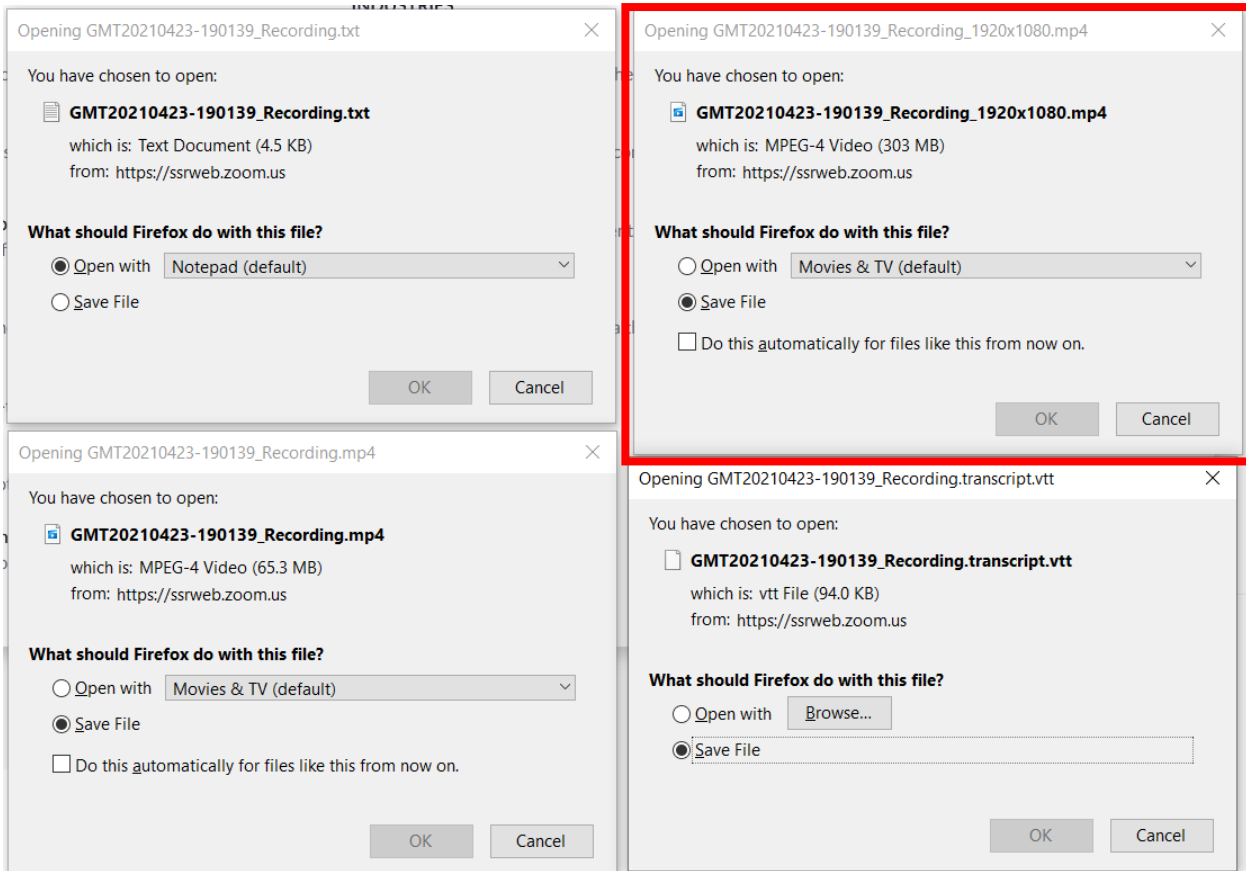 INDUSTRIES
Opening GMT20210423-190139_Recording.txt
You have chosen to open:
GMT20210423-190139_Recording.txt
which is: Text Document (4.5 KB)
from: https://ssrweb.zoom.us
What should Firefox do with this file?
Open with Notepad (default)
Save File
OK Cancel
Opening GMT20210423-190139_Recording_1920x1080.mp4
You have chosen to open:
GMT20210423-190139_Recording_1920x1080.mp4
which is: MPEG-4 Video (303 MB)
from: https://ssrweb.zoom.us
What should Firefox do with this file?
Open with Movies & TV (default)
Save File
Do this automatically for files like this from now on.
OK Cancel
Opening GMT20210423-190139_Recording.mp4
You have chosen to open:
GMT20210423-190139_Recording.mp4
which is: MPEG-4 Video (65.3 MB)
from: https://ssrweb.zoom.us
What should Firefox do with this file?
Open with Movies & TV (default)
Save File
Do this automatically for files like this from now on.
OK Cancel
Opening GMT20210423-190139_Recording.transcript.vtt
You have chosen to open:
GMT20210423-190139_Recording.transcript.vtt
which is: vtt File (94.0 KB)
from: https://ssrweb.zoom.us
What should Firefox do with this file?
Open with Browse...
Save File
OK Cancel